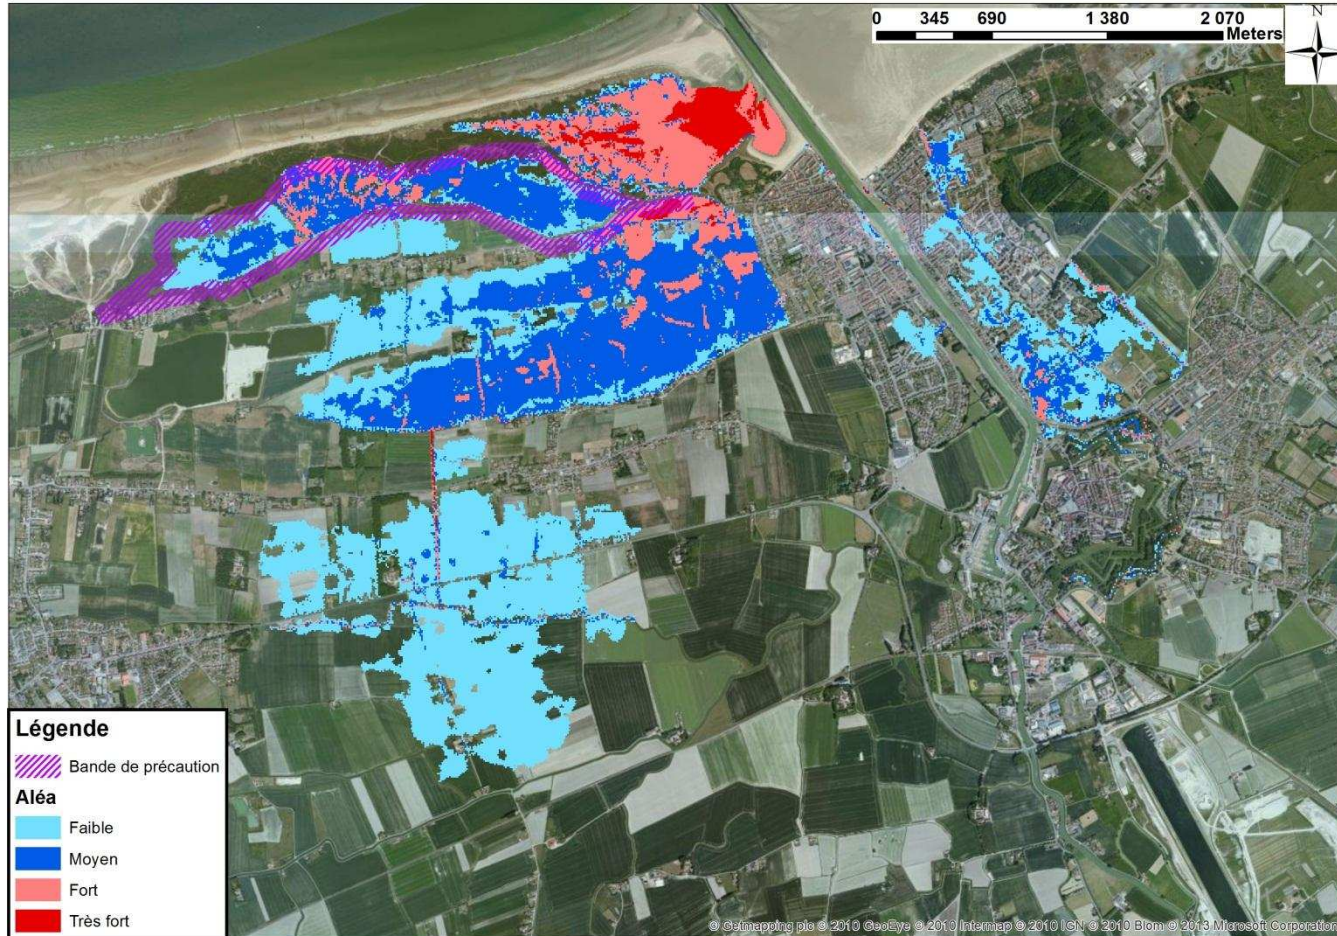 0 345 690 1 380 2 070
Meters
N
Légende
Bande de précaution
Aléa
Faible
Moyen
Fort
Très fort
© Getmapping plc © 2010 GeoEye © 2010 Intermap © 2010 IGN © 2010 Blom © 2013 Microsoft Corporation